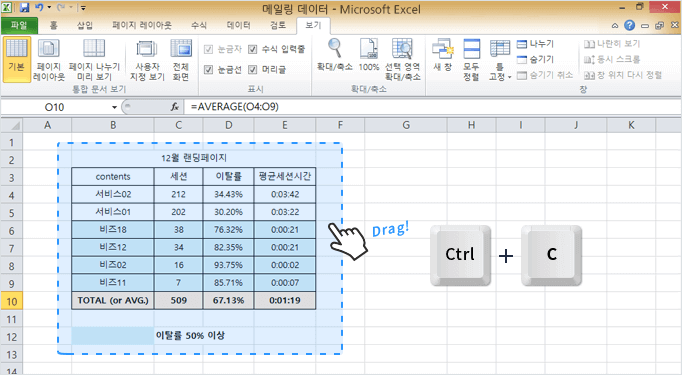 메일링 데이터 - Microsoft Excel
파일 홈 삽입 페이지 레이아웃 수식 데이터 검토 보기
기본 페이지 레이아웃 페이지 나누기 미리 보기 사용자 지정 보기 전체 화면
통합 문서 보기
눈금자 수식 입력줄
눈금선 머리글
표시
확대/축소 100% 선택 영역 확대/축소
확대/축소
새 창 모두 정렬 틀 고정
나누기 나란히 보기
숨기기 동시 스크롤
숨기기 취소 창 위치 다시 정렬
창
O10 fx =AVERAGE(O4:O9)
A B C D E F G H I J K
1
2 12월 랜딩페이지
3 contents 세션 이탈률 평균세션시간
4 서비스02 212 34.43% 0:03:42
5 서비스01 202 30.20% 0:03:22
6 비즈18 38 76.32% 0:00:21
7 비즈12 34 82.35% 0:00:21
8 비즈02 16 93.75% 0:00:02
9 비즈11 7 85.71% 0:00:07
10 TOTAL (or AVG.) 509 67.13% 0:01:19
11
12 이탈률 50% 이상
13
14
Drag!
Ctrl + C